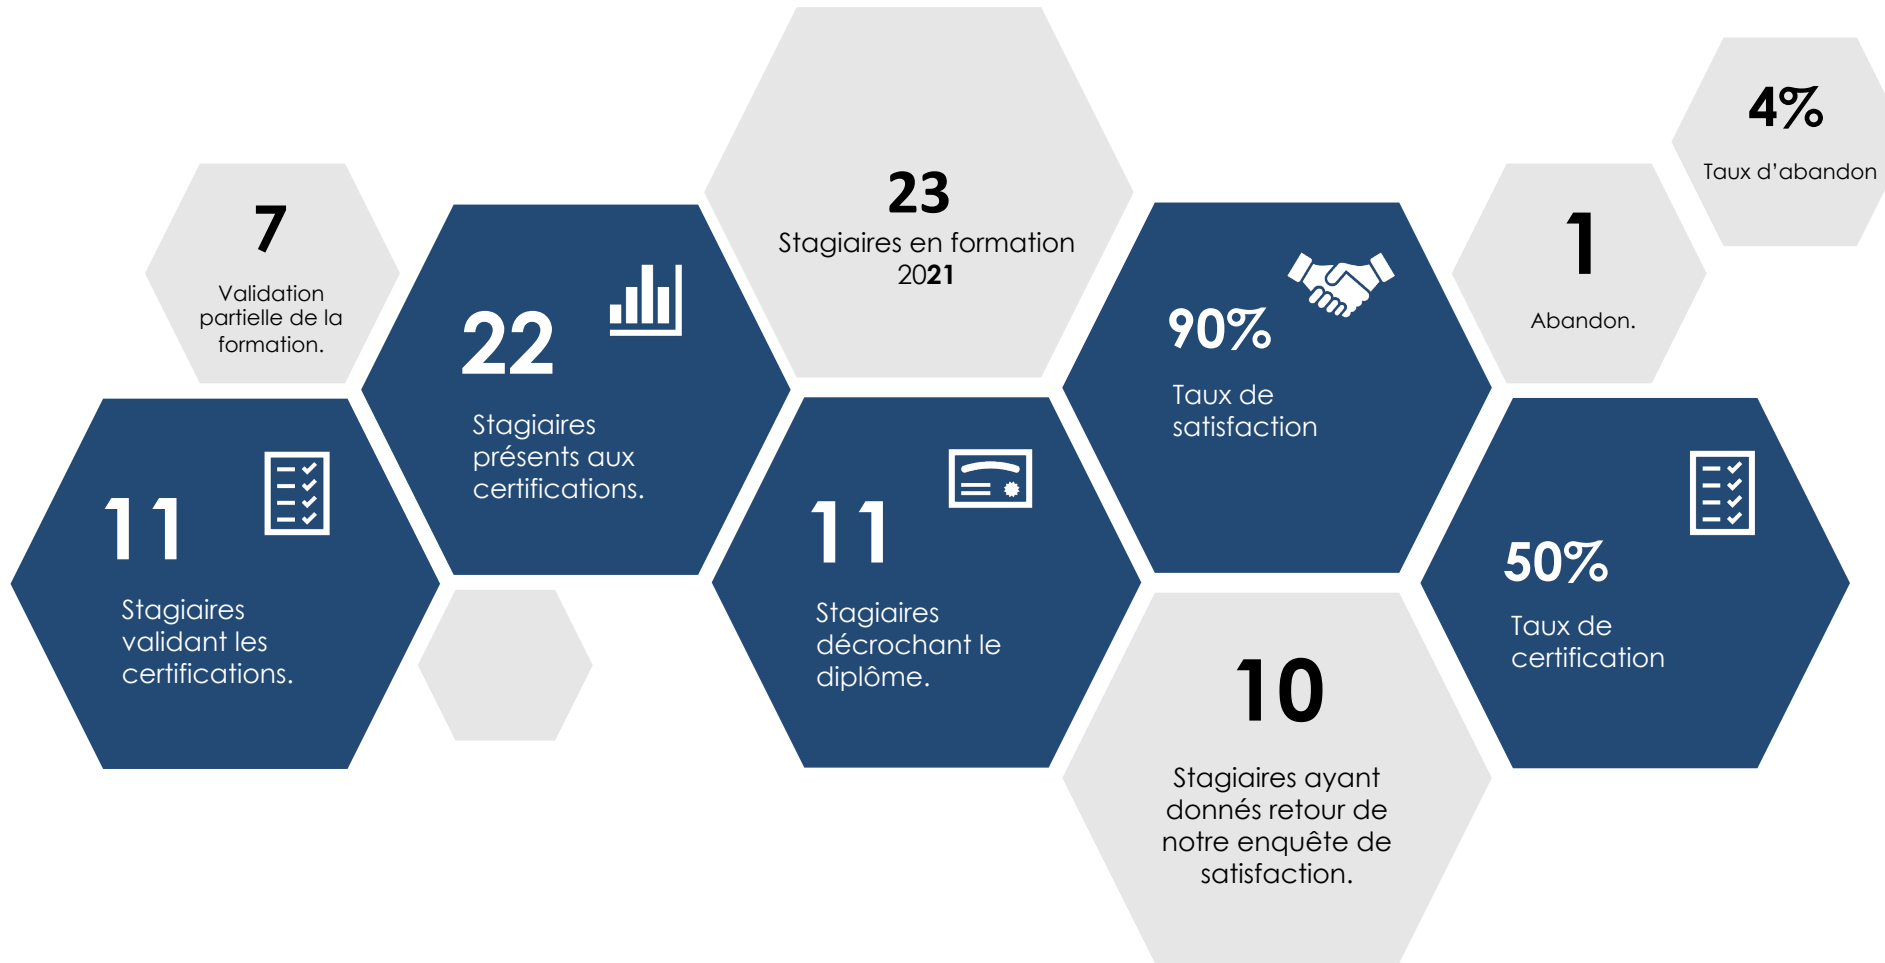 23
Stagiaires en formation
2021
4%
Taux d'abandon
7
Validation
partielle de la
formation.
22
Stagiaires
présents aux
certifications.
90%
Taux de
satisfaction
1
Abandon.
11
Stagiaires
validant les
certifications.
11
Stagiaires
décrochant le
diplôme.
50%
Taux de
certification
10
Stagiaires ayant
donnés retour de
notre enquête de
satisfaction.